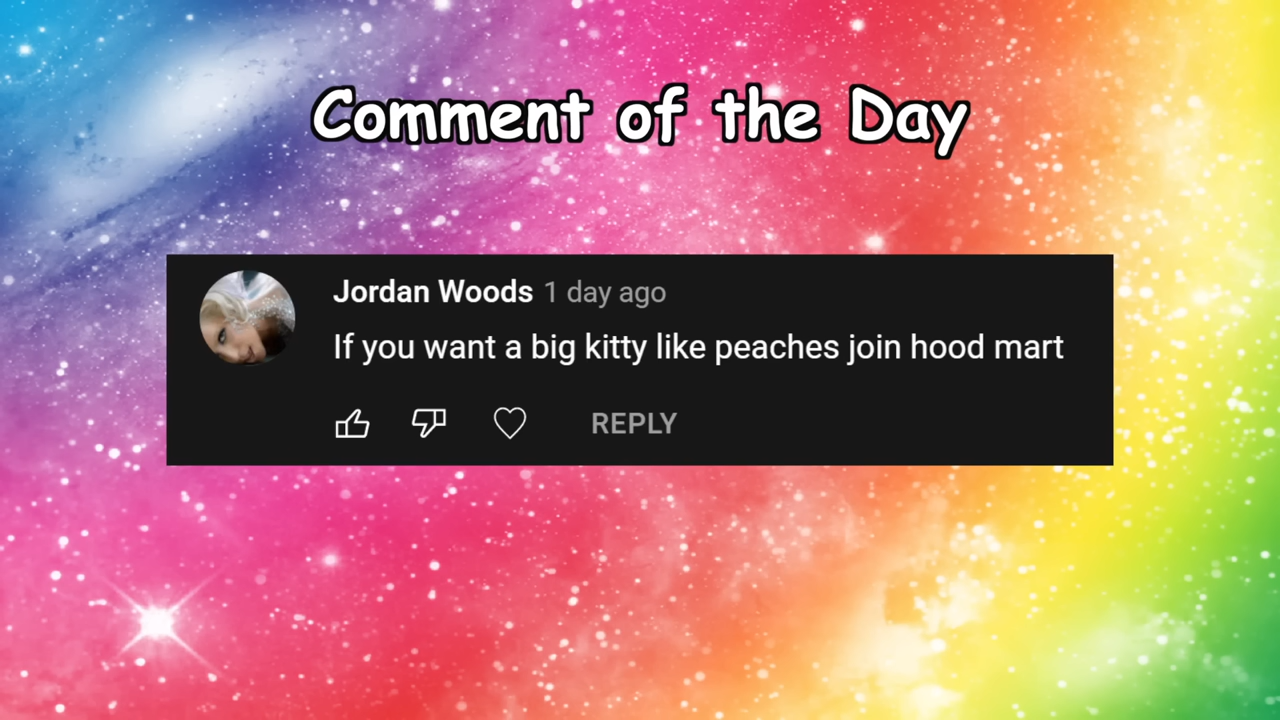 Comment of the Day
Jordan Woods 1 day ago
If you want a big kitty like peaches join hood mart
REPLY